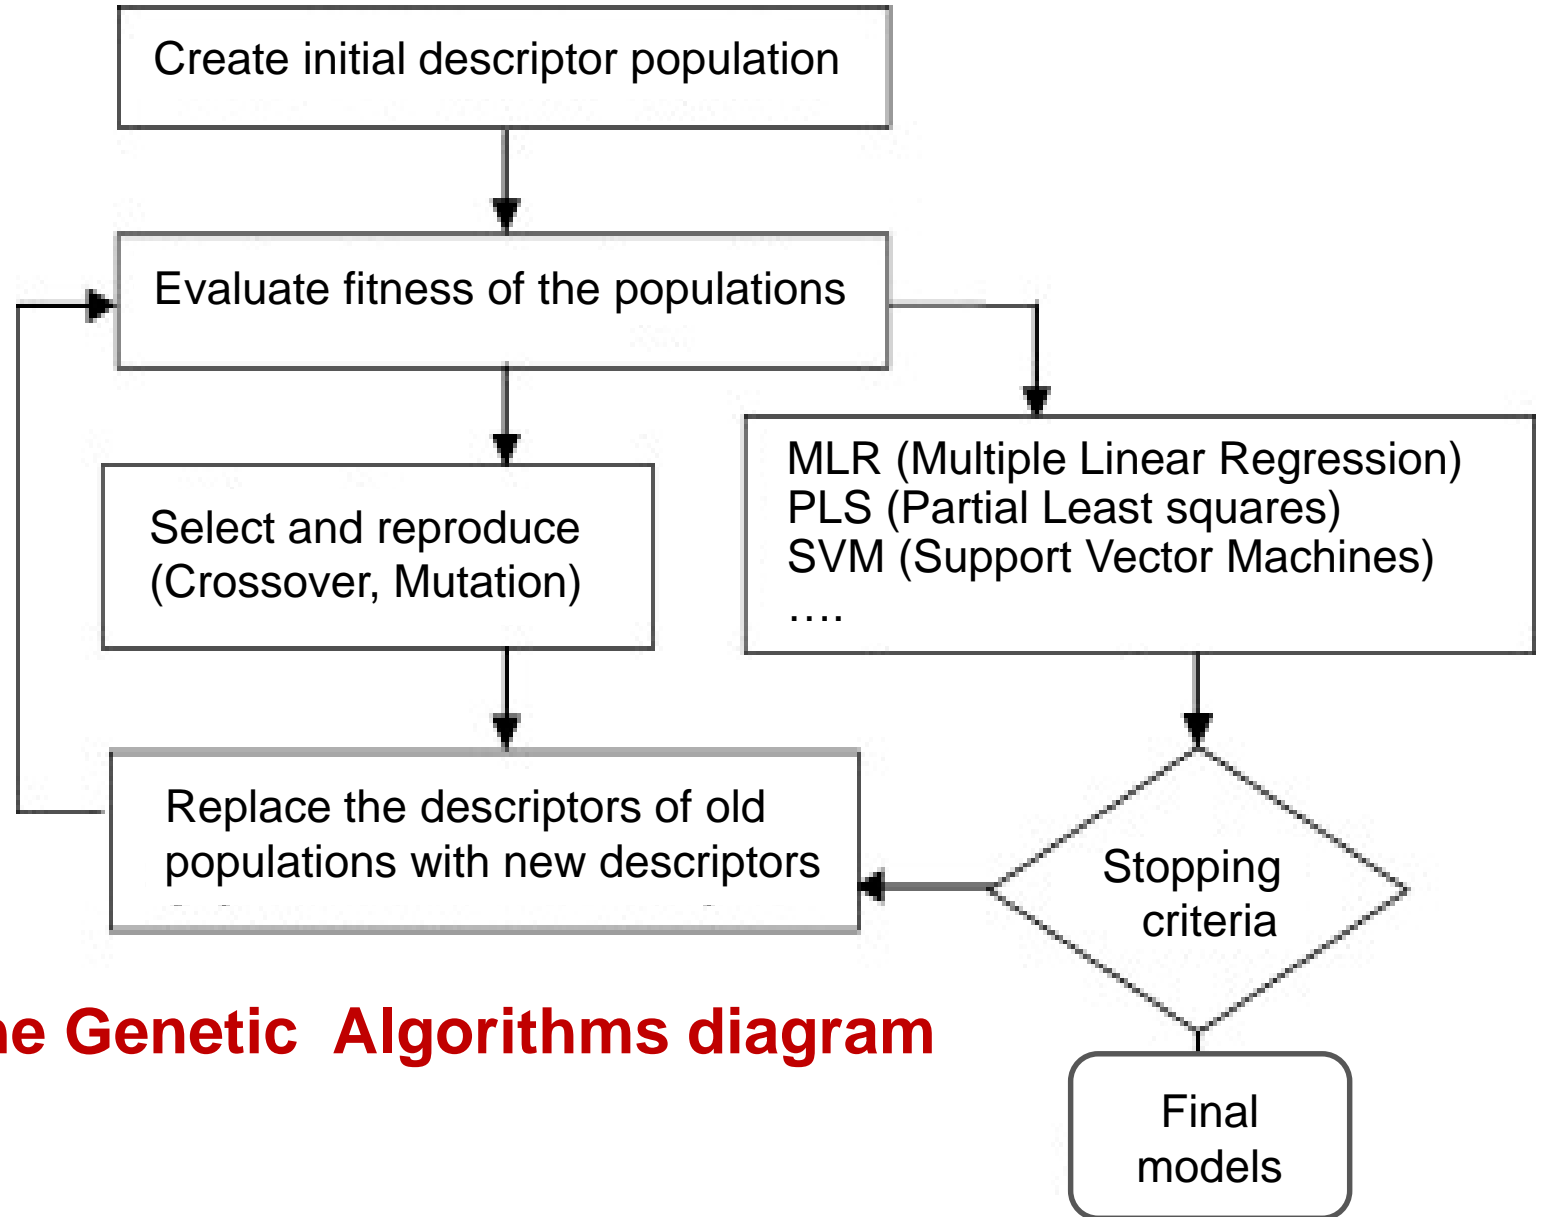 Create initial descriptor population
Evaluate fitness of the populations
Select and reproduce
(Crossover, Mutation)
MLR (Multiple Linear Regression)
PLS (Partial Least squares)
SVM (Support Vector Machines)
….
Replace the descriptors of old
populations with new descriptors
Stopping
criteria
Genetic Algorithms diagram
Final
models